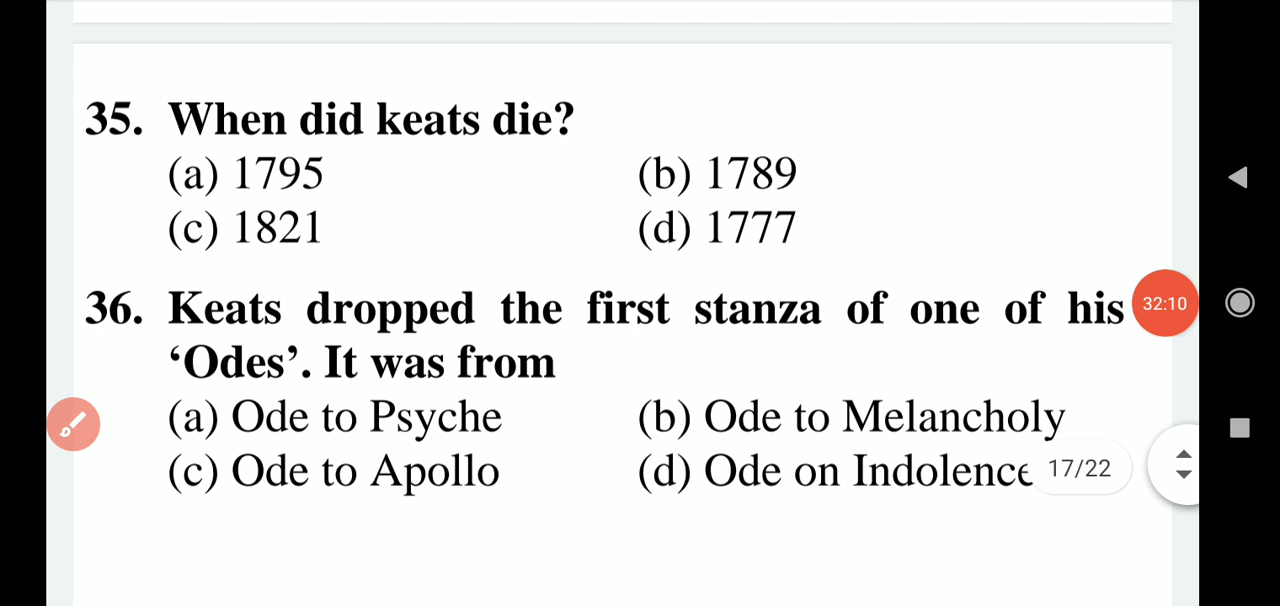 35. When did keats die?
(a) 1795 (b) 1789
(c) 1821 (d) 1777
36. Keats dropped the first stanza of one of his
‘Odes’. It was from
(a) Ode to Psyche (b) Ode to Melancholy
(c) Ode to Apollo (d) Ode on Indolence
32:10
17/22